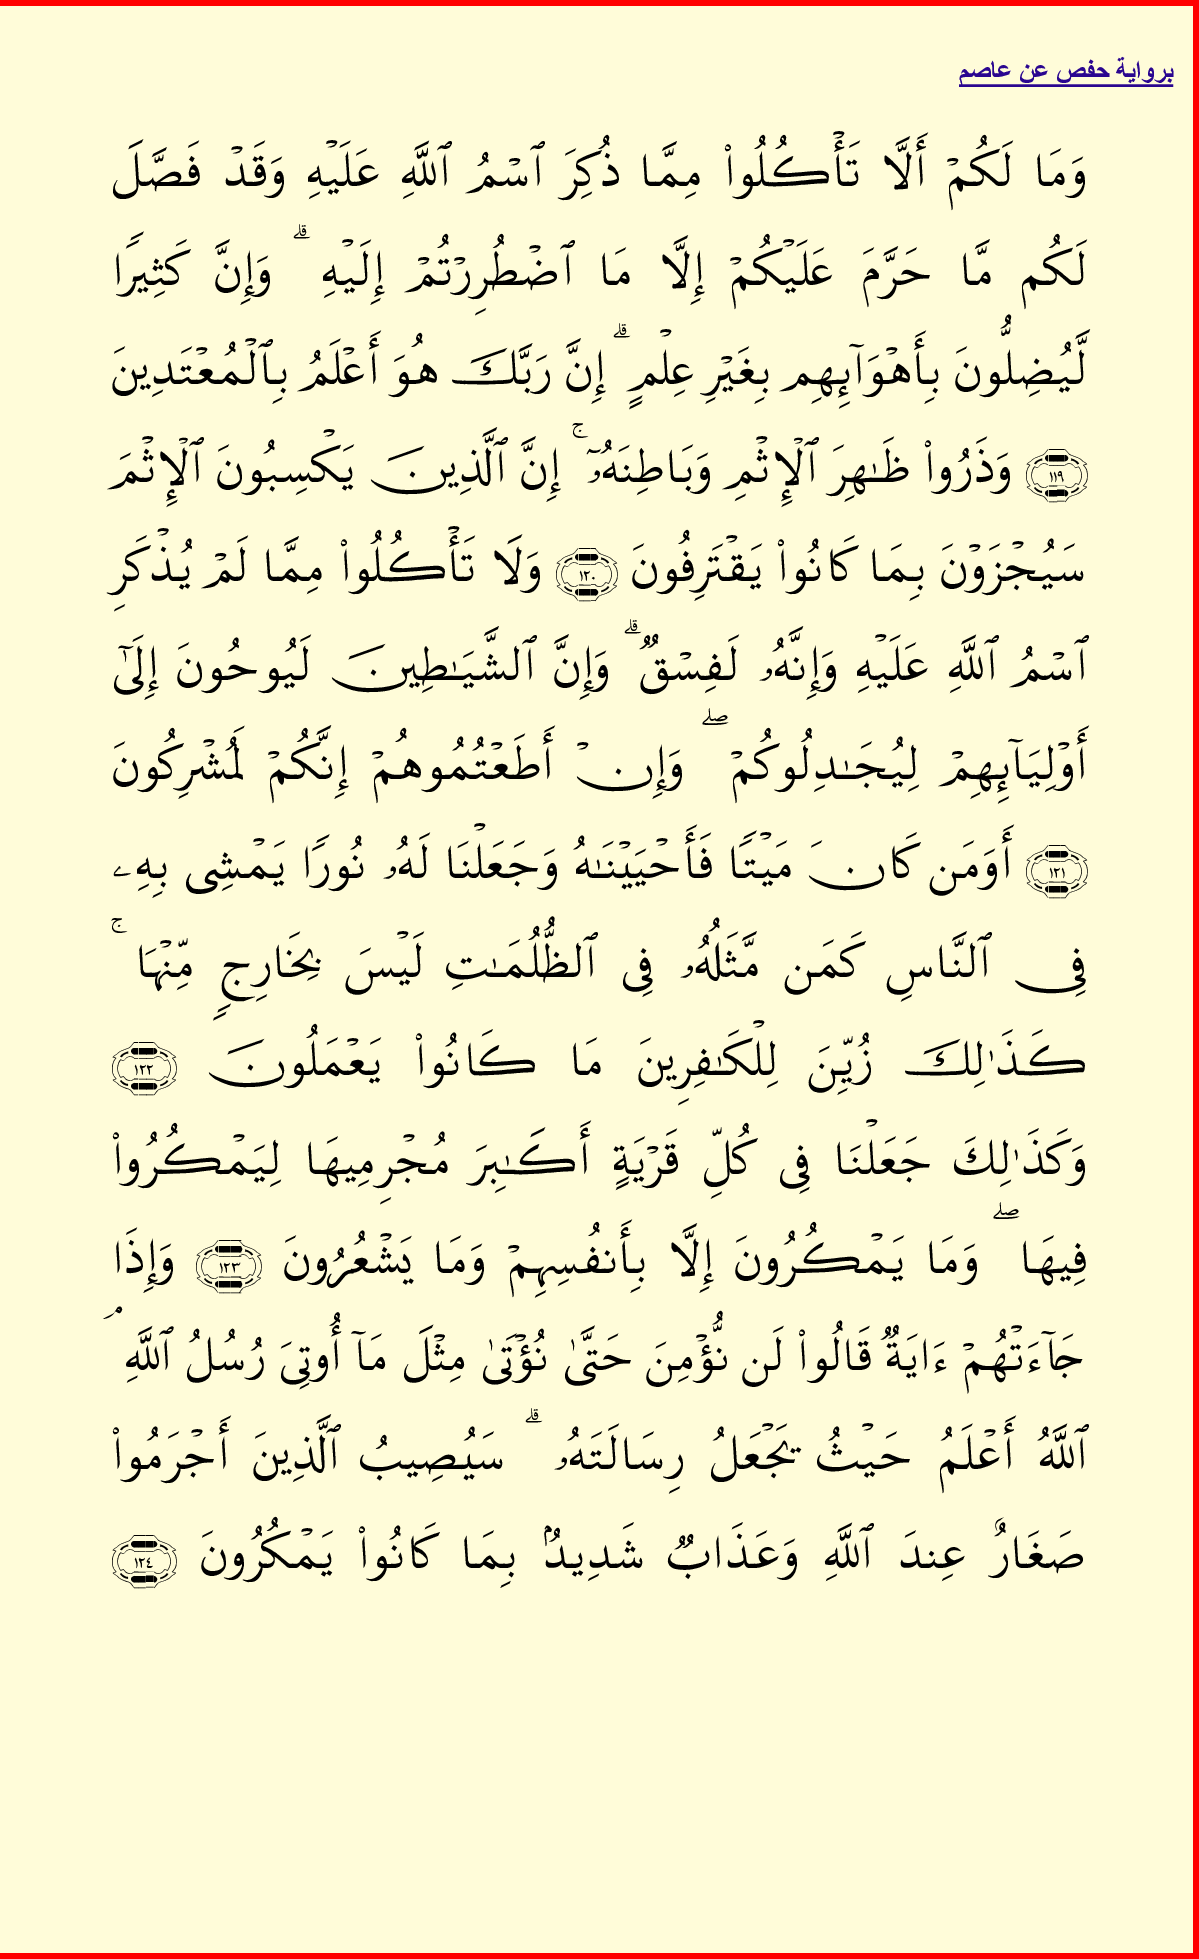 برواية حفص عن عاصم
وَمَا لَكُمۡ أَلَّا تَأۡكُلُواْ مِمَّا ذُكِرَ ٱسۡمُ ٱللَّهِ عَلَيۡهِ وَقَدۡ فَصَّلَ
لَكُم مَّا حَرَّمَ عَلَيۡكُمۡ إِلَّا مَا ٱضۡطُرِرۡتُمۡ إِلَيۡهِۗ وَإِنَّ كَثِيرٗا
لَّيُضِلُّونَ بِأَهۡوَآئِهِم بِغَيۡرِ عِلۡمٍۗ إِنَّ رَبَّكَ هُوَ أَعۡلَمُ بِٱلۡمُعۡتَدِينَ
١١٩ وَذَرُواْ ظَٰهِرَ ٱلۡإِثۡمِ وَبَاطِنَهُۥٓۚ إِنَّ ٱلَّذِينَ يَكۡسِبُونَ ٱلۡإِثۡمَ
سَيُجۡزَوۡنَ بِمَا كَانُواْ يَقۡتَرِفُونَ ١٢٠ وَلَا تَأۡكُلُواْ مِمَّا لَمۡ يُذۡكَرِ
ٱسۡمُ ٱللَّهِ عَلَيۡهِ وَإِنَّهُۥ لَفِسۡقٞۗ وَإِنَّ ٱلشَّيَٰطِينَ لَيُوحُونَ إِلَىٰٓ
أَوۡلِيَآئِهِمۡ لِيُجَٰدِلُوكُمۡۖ وَإِنۡ أَطَعۡتُمُوهُمۡ إِنَّكُمۡ لَمُشۡرِكُونَ
١٢١ أَوَمَن كَانَ مَيۡتٗا فَأَحۡيَيۡنَٰهُ وَجَعَلۡنَا لَهُۥ نُورٗا يَمۡشِي بِهِۦ
فِي ٱلنَّاسِ كَمَن مَّثَلُهُۥ فِي ٱلظُّلُمَٰتِ لَيۡسَ بِخَارِجٖ مِّنۡهَاۚ
كَذَٰلِكَ زُيِّنَ لِلۡكَٰفِرِينَ مَا كَانُواْ يَعۡمَلُونَ ١٢٢
وَكَذَٰلِكَ جَعَلۡنَا فِي كُلِّ قَرۡيَةٍ أَكَٰبِرَ مُجۡرِمِيهَا لِيَمۡكُرُواْ
فِيهَاۖ وَمَا يَمۡكُرُونَ إِلَّا بِأَنفُسِهِمۡ وَمَا يَشۡعُرُونَ ١٢٣ وَإِذَا
جَآءَتۡهُمۡ ءَايَةٞ قَالُواْ لَن نُّؤۡمِنَ حَتَّىٰ نُؤۡتَىٰ مِثۡلَ مَآ أُوتِيَ رُسُلُ ٱللَّهِۘ
ٱللَّهُ أَعۡلَمُ حَيۡثُ يَجۡعَلُ رِسَالَتَهُۥۗ سَيُصِيبُ ٱلَّذِينَ أَجۡرَمُواْ
صَغَارٌ عِندَ ٱللَّهِ وَعَذَابٞ شَدِيدُۢ بِمَا كَانُواْ يَمۡكُرُونَ ١٢٤